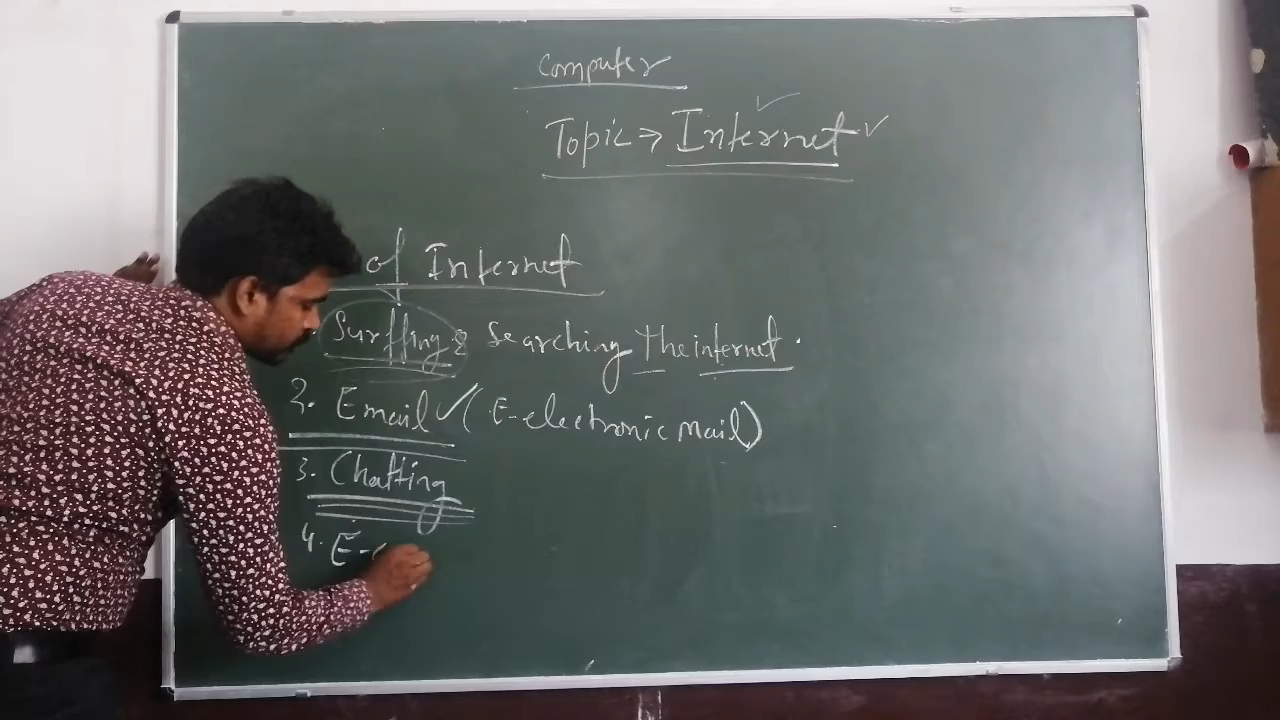 Computer
Topic ⇒ Internet
of Internet
Surffing : Searching the internet.
2. Email (E-electronic Mail)
3. Chatting
4. E-